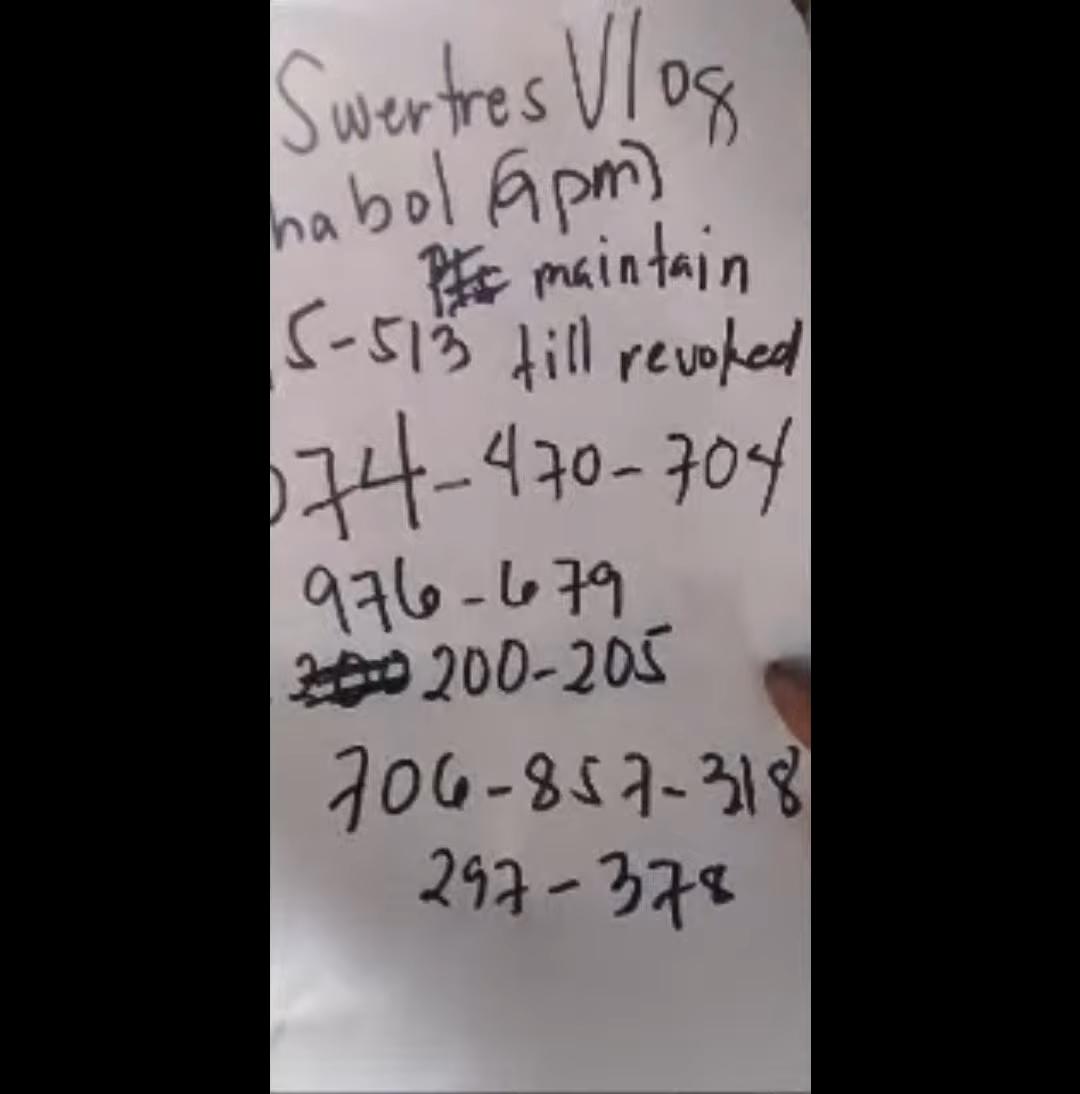 Swertres Vlog
habol (9pm)
maintain
5-513 till revoked
074-470-704
976-679
200-205
706-857-318
297-378